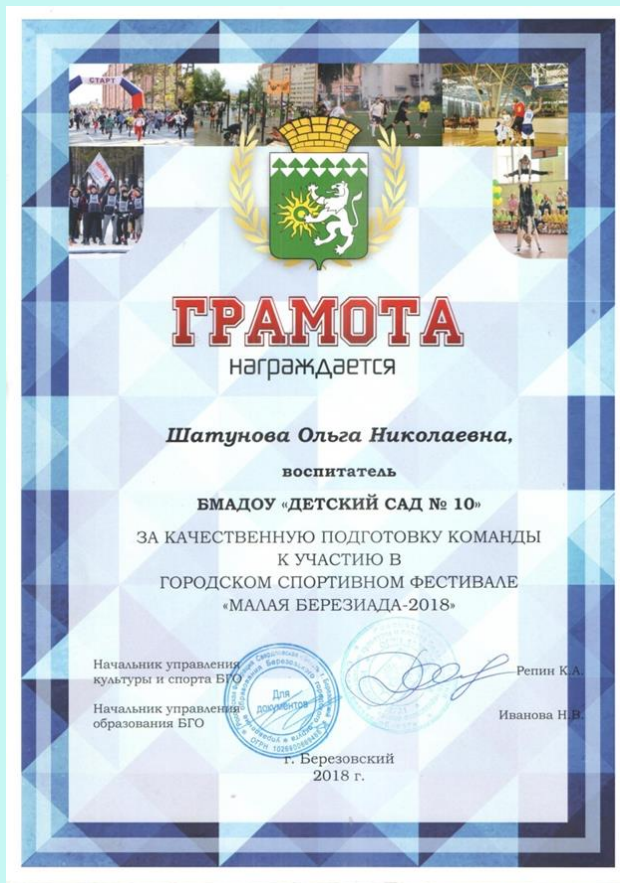 СТАРТ
ГРАМОТА
награждается
Шатунова Ольга Николаевна,
воспитатель
БМАДОУ «ДЕТСКИЙ САД № 10»
ЗА КАЧЕСТВЕННУЮ ПОДГОТОВКУ КОМАНДЫ
К УЧАСТИЮ В
ГОРОДСКОМ СПОРТИВНОМ ФЕСТИВАЛЕ
«МАЛАЯ БЕРЕЗИАДА-2018»
Начальник управления
культуры и спорта БГО
Репин К.А.
Для
документов
Начальник управления
образования БГО
Иванова Н.В.
г. Березовский
2018 г.